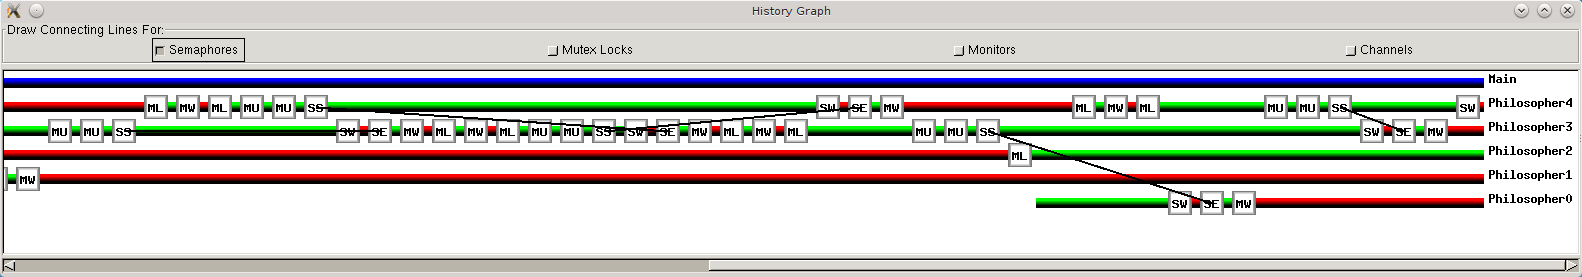 History Graph
Draw Connecting Lines For:
Semaphores Mutex Locks Monitors Channels
Main
ML MW ML MU MU SS SW SE MW ML MW ML MU MU SS SW Philosopher4
MU MU SS SW SE MW ML MW ML MU MU SS SW SE MW ML MW ML MU MU SS SW SE MW Philosopher3
ML Philosopher2
MW Philosopher1
SW SE MW Philosopher0